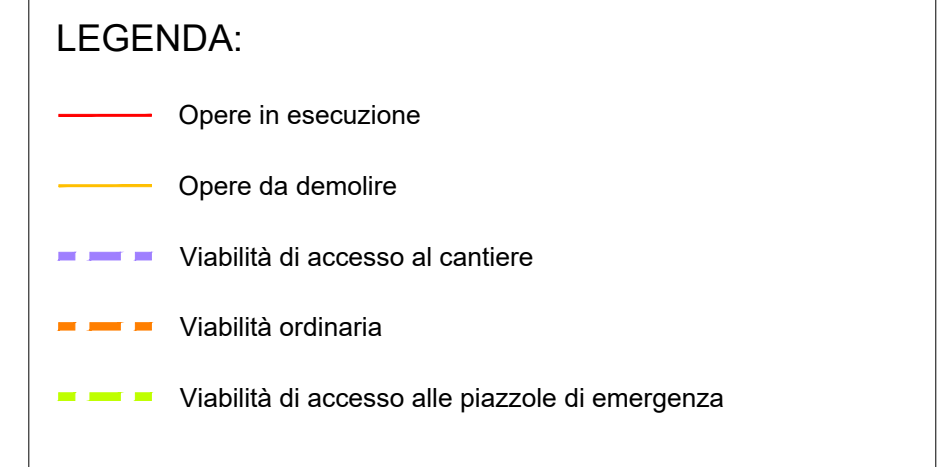 LEGENDA:
Opere in esecuzione
Opere da demolire
Viabilità di accesso al cantiere
Viabilità ordinaria
Viabilità di accesso alle piazzole di emergenza